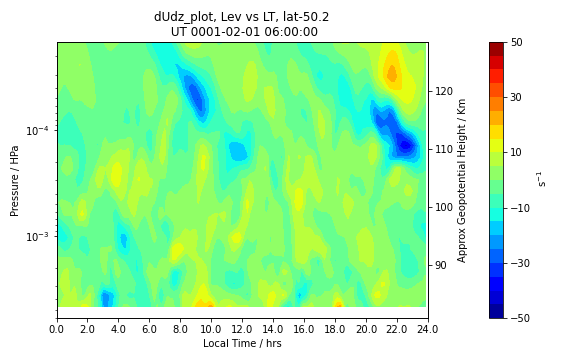 dUdz_plot, Lev vs LT, lat-50.2
UT 0001-02-01 06:00:00
Pressure / HPa
10⁻⁴
10⁻³
120
110
100
90
Approx Geopotential Height / Km
50
30
10
−10
−30
−50
s⁻¹
0.0 2.0 4.0 6.0 8.0 10.0 12.0 14.0 16.0 18.0 20.0 22.0 24.0
Local Time / hrs